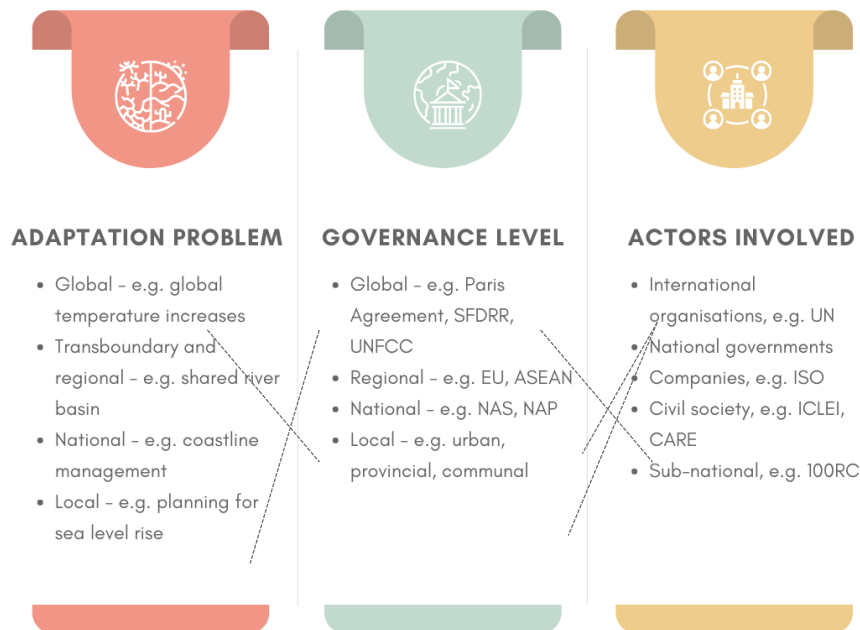 ADAPTATION PROBLEM
• Global - e.g. global
temperature increases
• Transboundary and
regional - e.g. shared river
basin
• National - e.g. coastline
management
• Local - e.g. planning for
sea level rise
GOVERNANCE LEVEL
• Global - e.g. Paris
Agreement, SFDRR,
UNFCC
• Regional - e.g. EU, ASEAN
• National - e.g. NAS, NAP
• Local - e.g. urban,
provincial, communal
ACTORS INVOLVED
• International
organisations, e.g. UN
• National governments
• Companies, e.g. ISO
• Civil society, e.g. ICLEI,
CARE
• Sub-national, e.g. 100RC